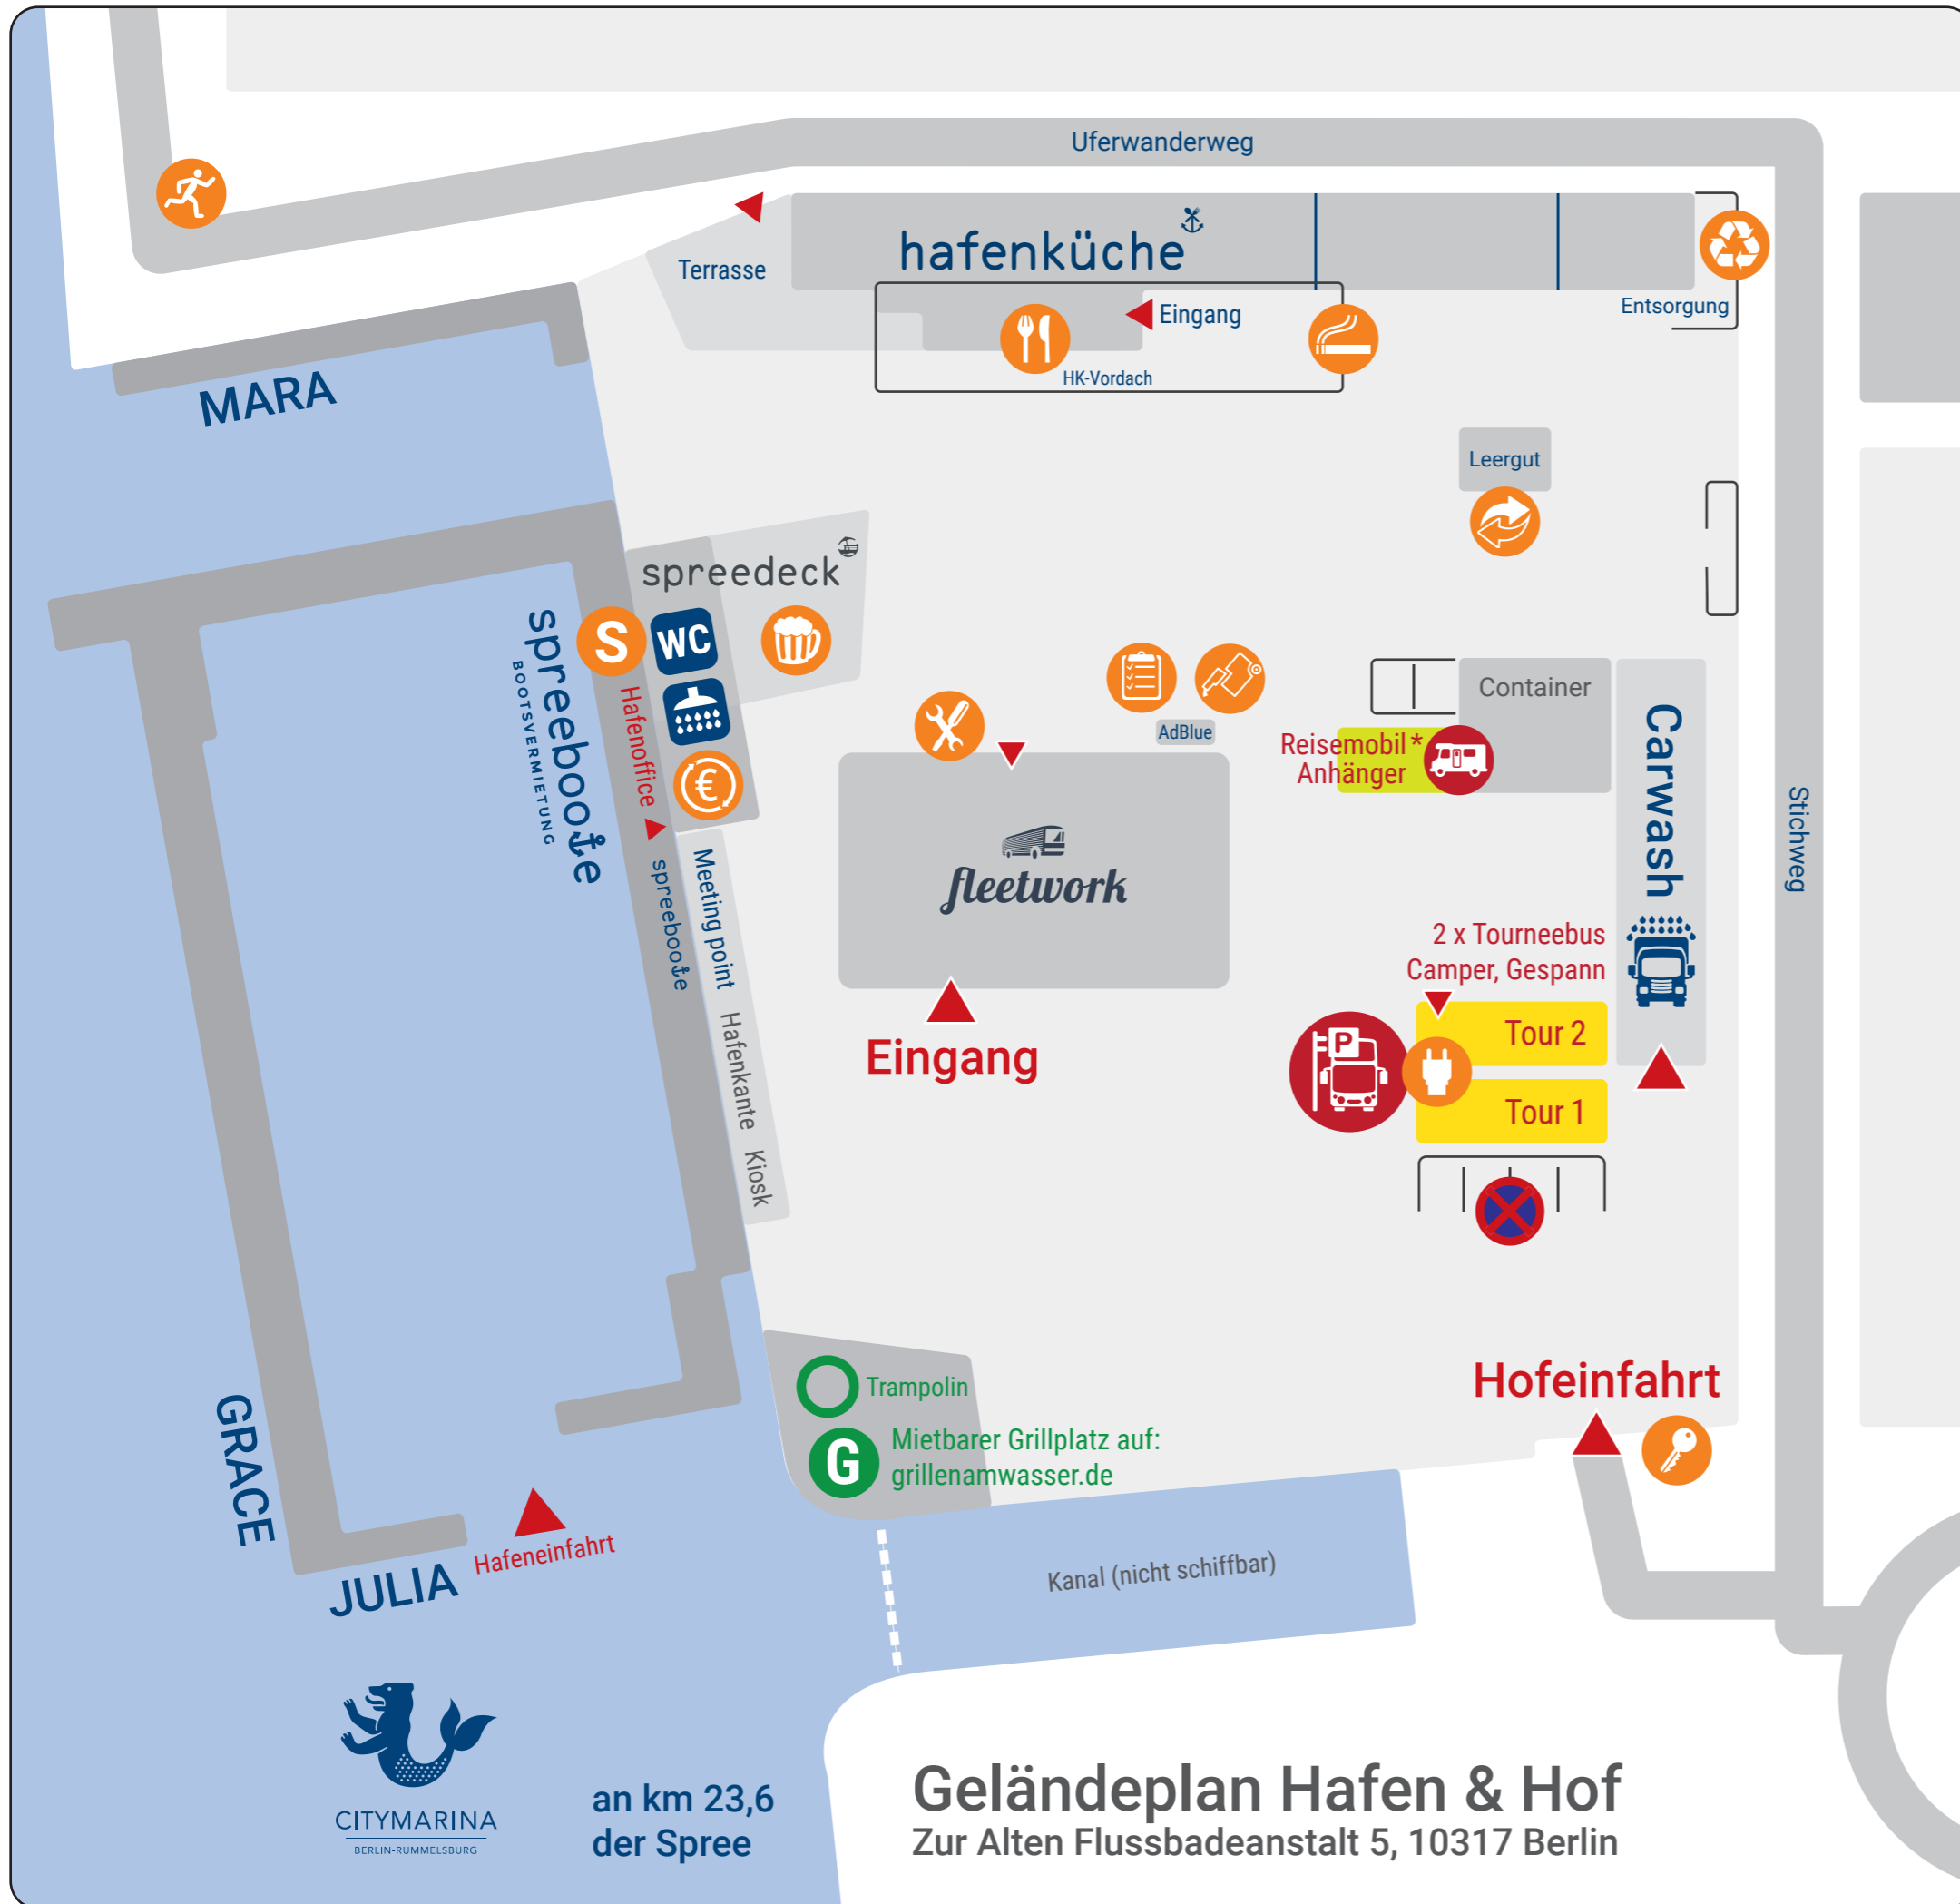 Uferwanderweg
hafenküche
Terrasse
Eingang
Entsorgung
HK-Vordach
MARA
Leergut
spreedeck
S
WC
spreeboote
BOOTSVERMIETUNG
Hafenoffice
€
spreeboote
Meeting point
Hafenkante
Kiosk
AdBlue
Container
Reisemobil*
Anhänger
Carwash
Stichweg
fleetwork
Eingang
2 x Tourneebus
Camper, Gespann
P
Tour 2
Tour 1
Trampolin
G
Mietbarer Grillplatz auf:
grillenamwasser.de
Hofeinfahrt
GRACE
JULIA
Hafeneinfahrt
Kanal (nicht schiffbar)
CITYMARINA
BERLIN-RUMMELSBURG
an km 23,6
der Spree
Geländeplan Hafen & Hof
Zur Alten Flussbadeanstalt 5, 10317 Berlin